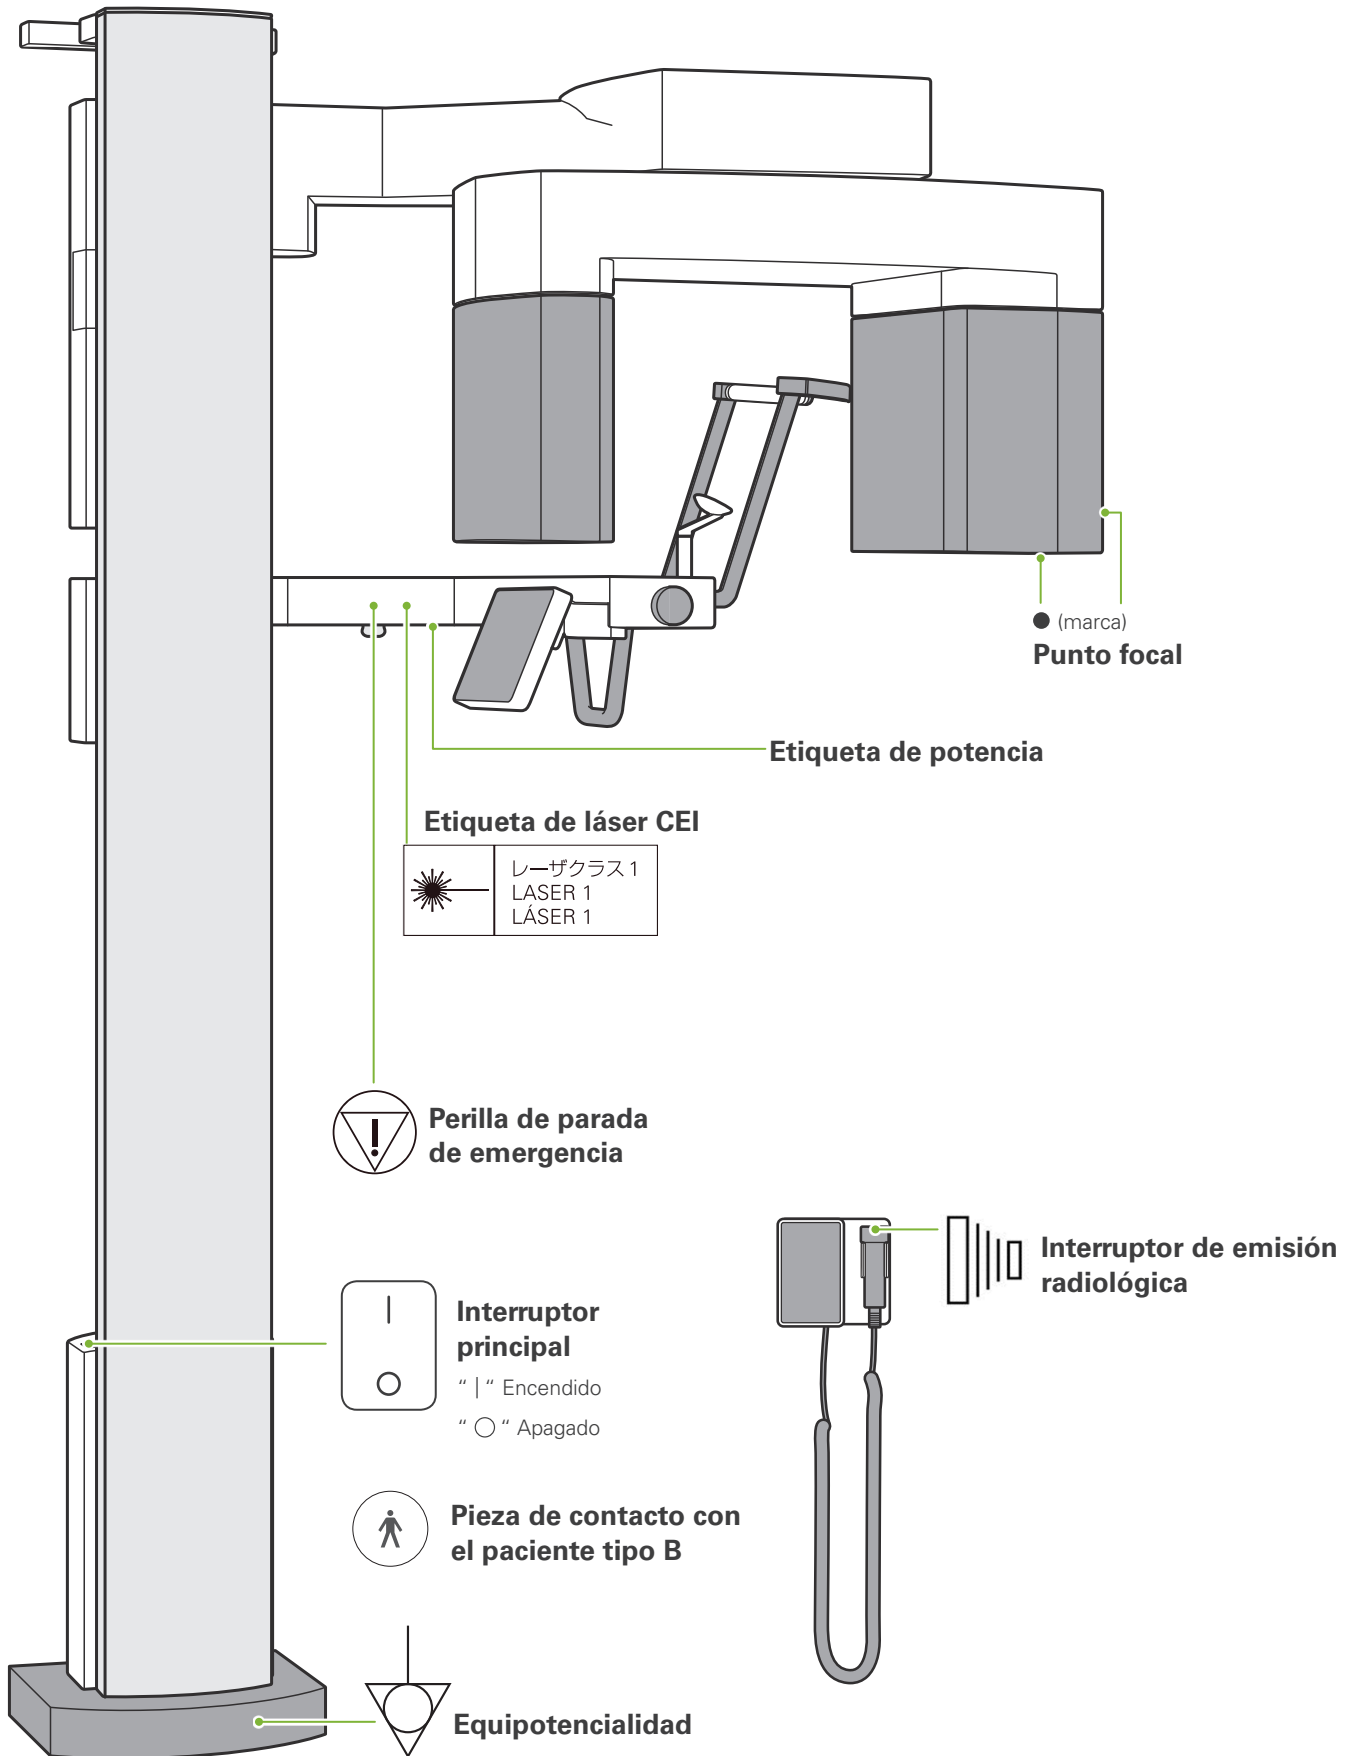 ● (marca)
Punto focal
Etiqueta de potencia
Etiqueta de láser CEI
レーザクラス 1
LASER 1
LÁSER 1
Perilla de parada
de emergencia
Interruptor de emisión
radiológica
Interruptor
principal
“ | “ Encendido
“ ○ “ Apagado
Pieza de contacto con
el paciente tipo B
Equipotencialidad